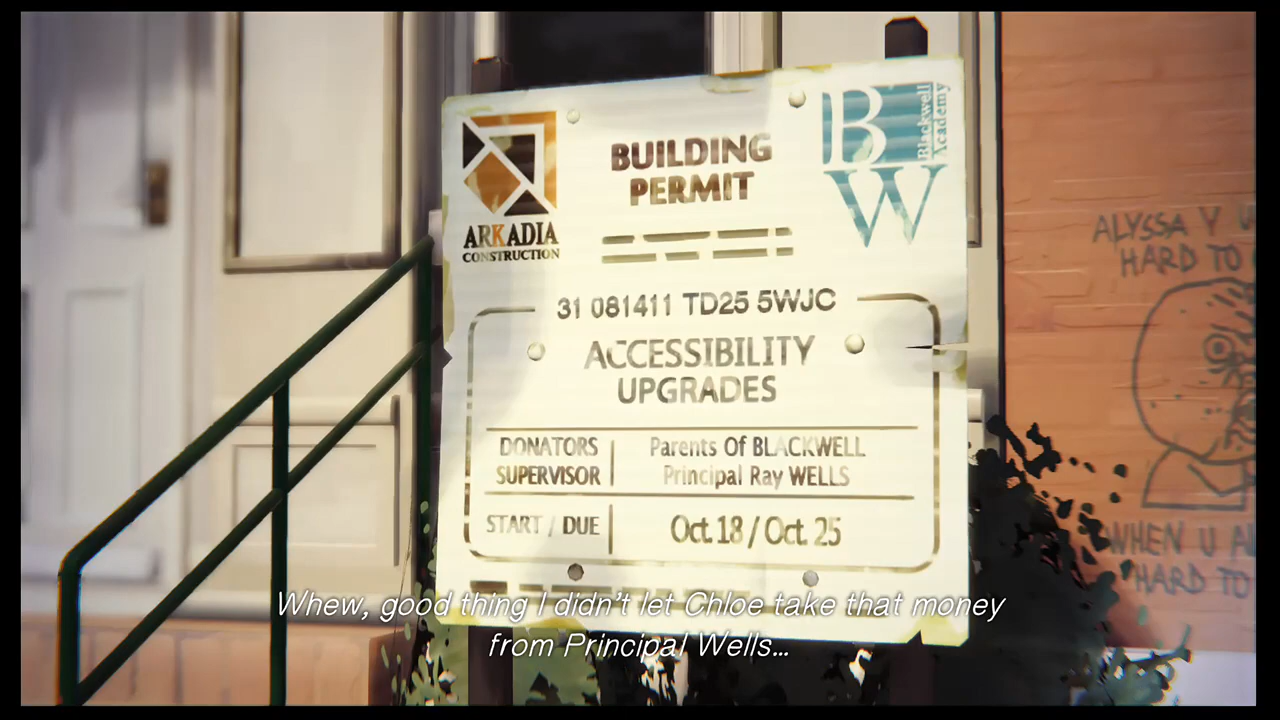 BUILDING
PERMIT
ARKADIA
CONSTRUCTION
B
W
Blackwell
Academy
31 081411 TD25 5WJC
ACCESSIBILITY
UPGRADES
DONATORS Parents Of BLACKWELL
SUPERVISOR Principal Ray WELLS
START / DUE Oct. 18 / Oct. 25
ALYSSA Y U
HARD TO
WHEN U
HARD TO
Whew, good thing I didn't let Chloe take that money
from Principal Wells...